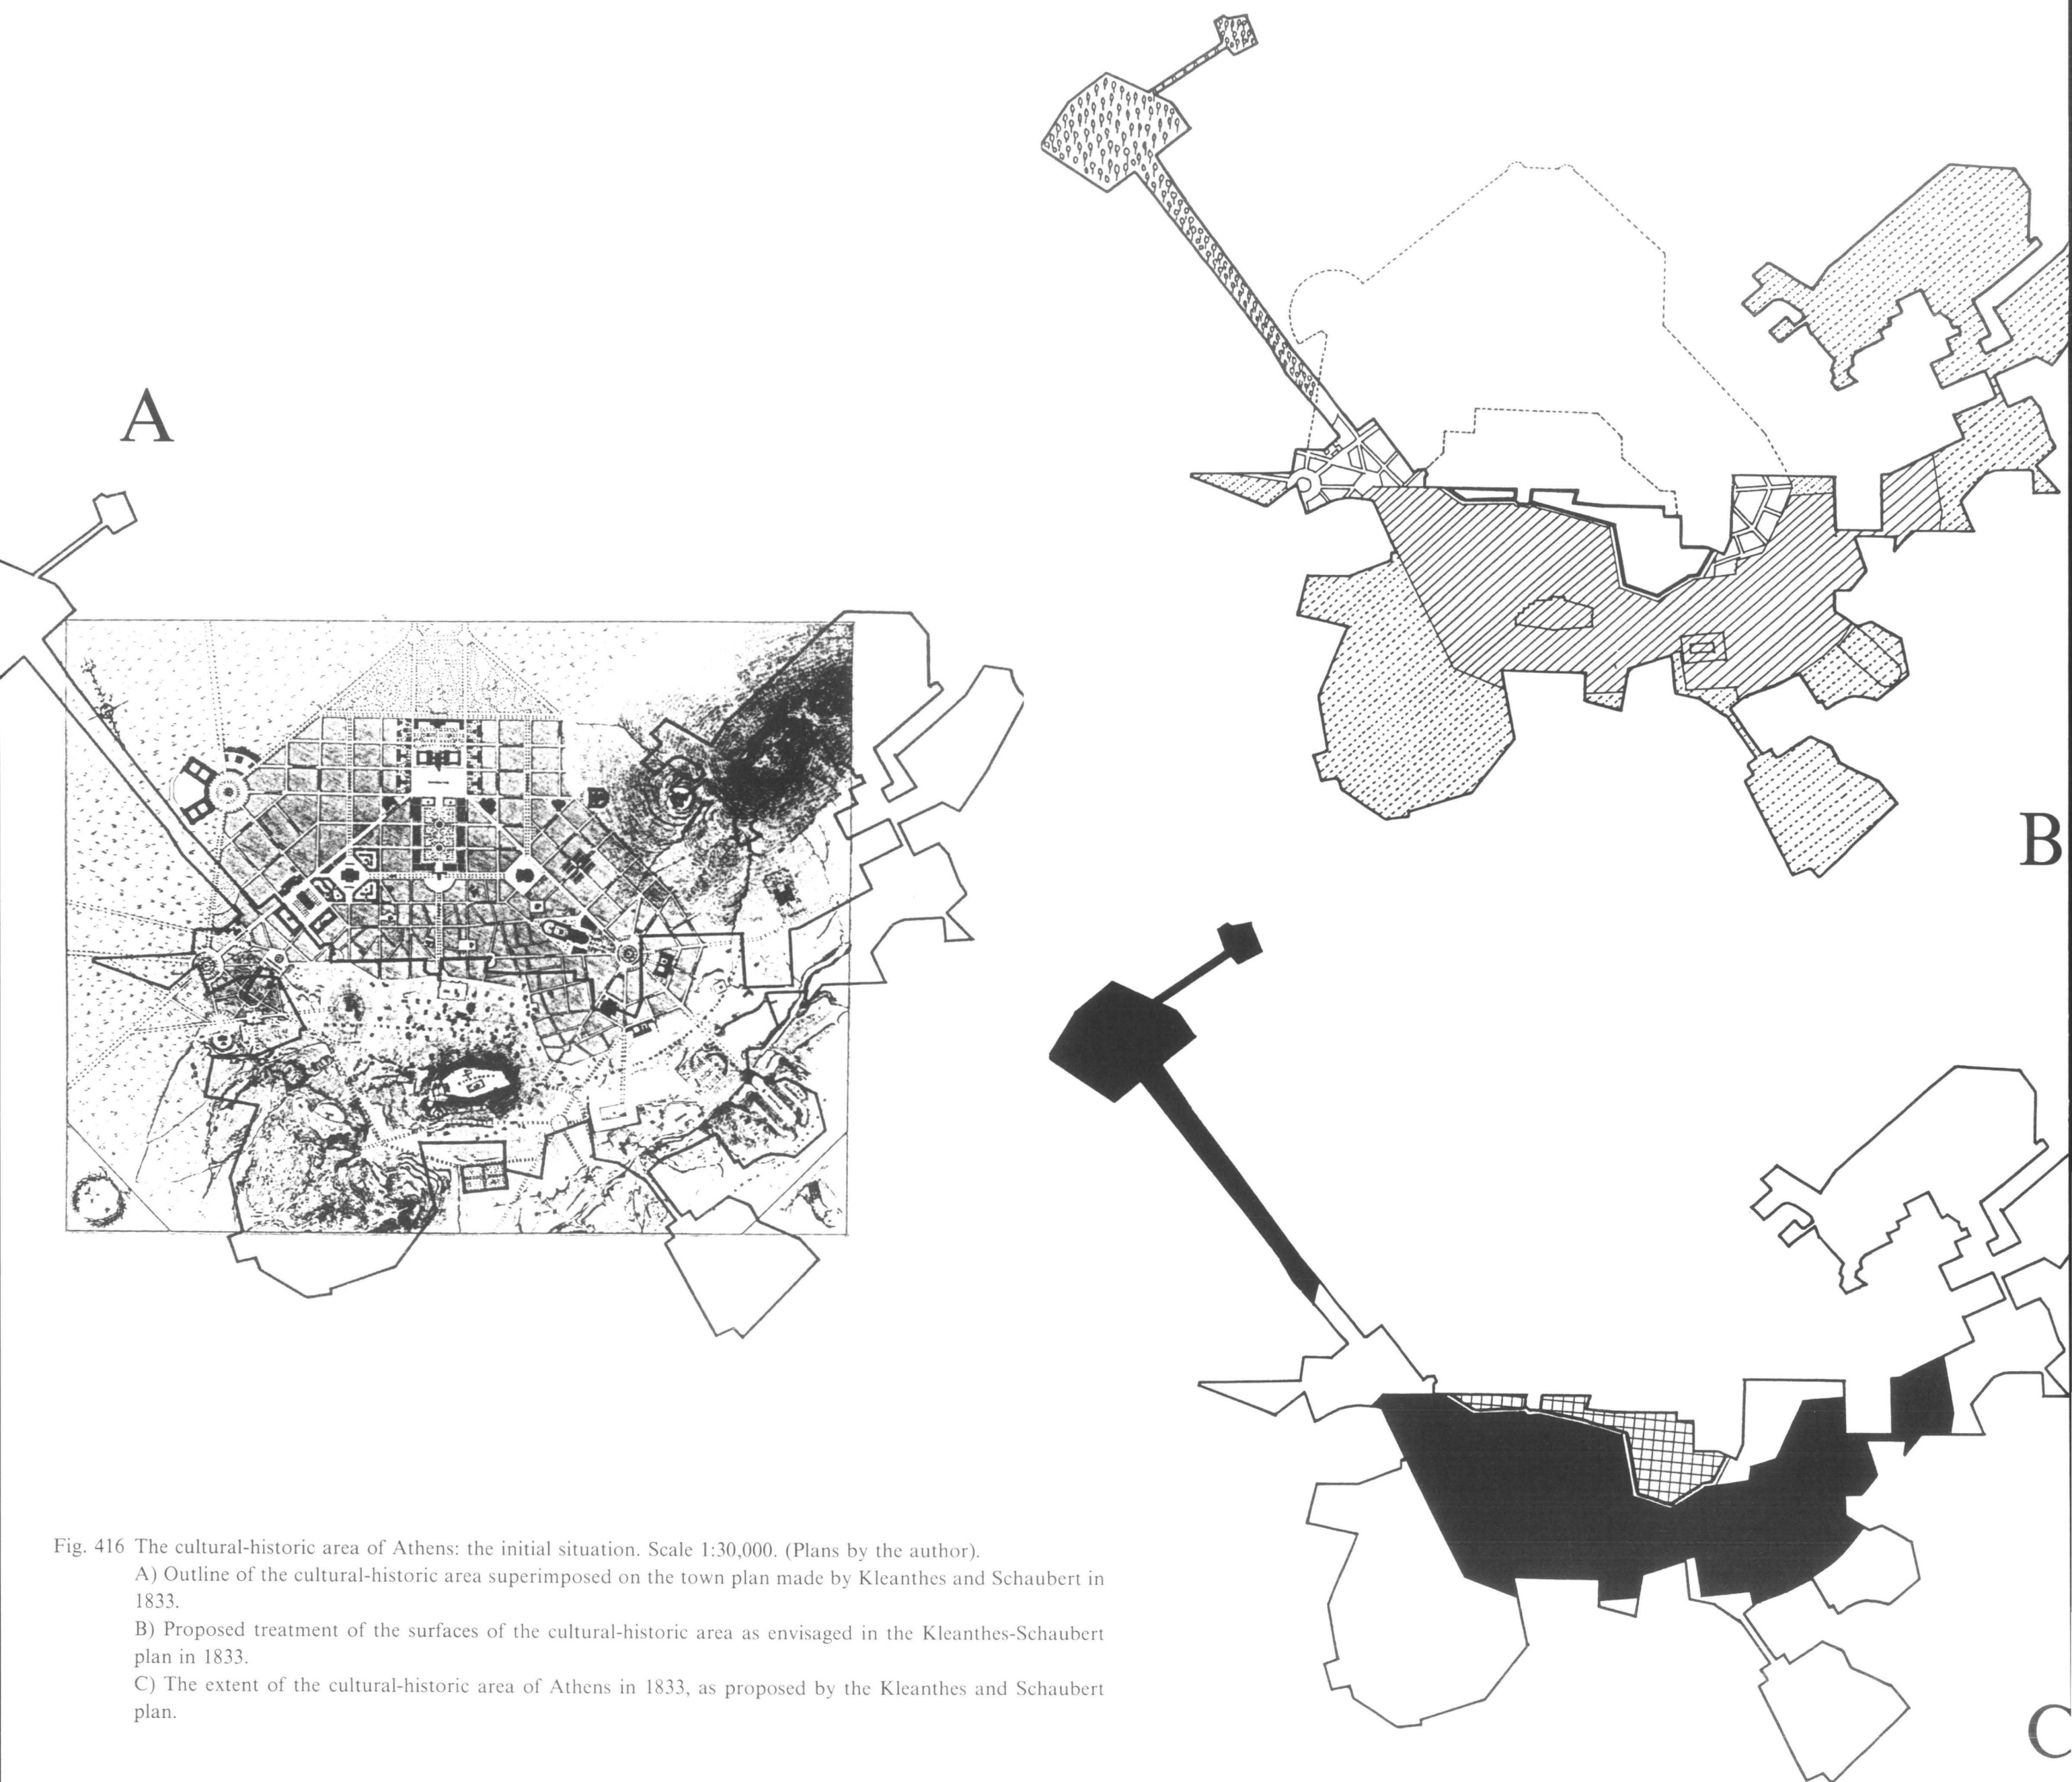 A
B
C
Fig. 416 The cultural-historic area of Athens: the initial situation. Scale 1:30,000. (Plans by the author).
A) Outline of the cultural-historic area superimposed on the town plan made by Kleanthes and Schaubert in
1833.
B) Proposed treatment of the surfaces of the cultural-historic area as envisaged in the Kleanthes-Schaubert
plan in 1833.
C) The extent of the cultural-historic area of Athens in 1833, as proposed by the Kleanthes and Schaubert
plan.